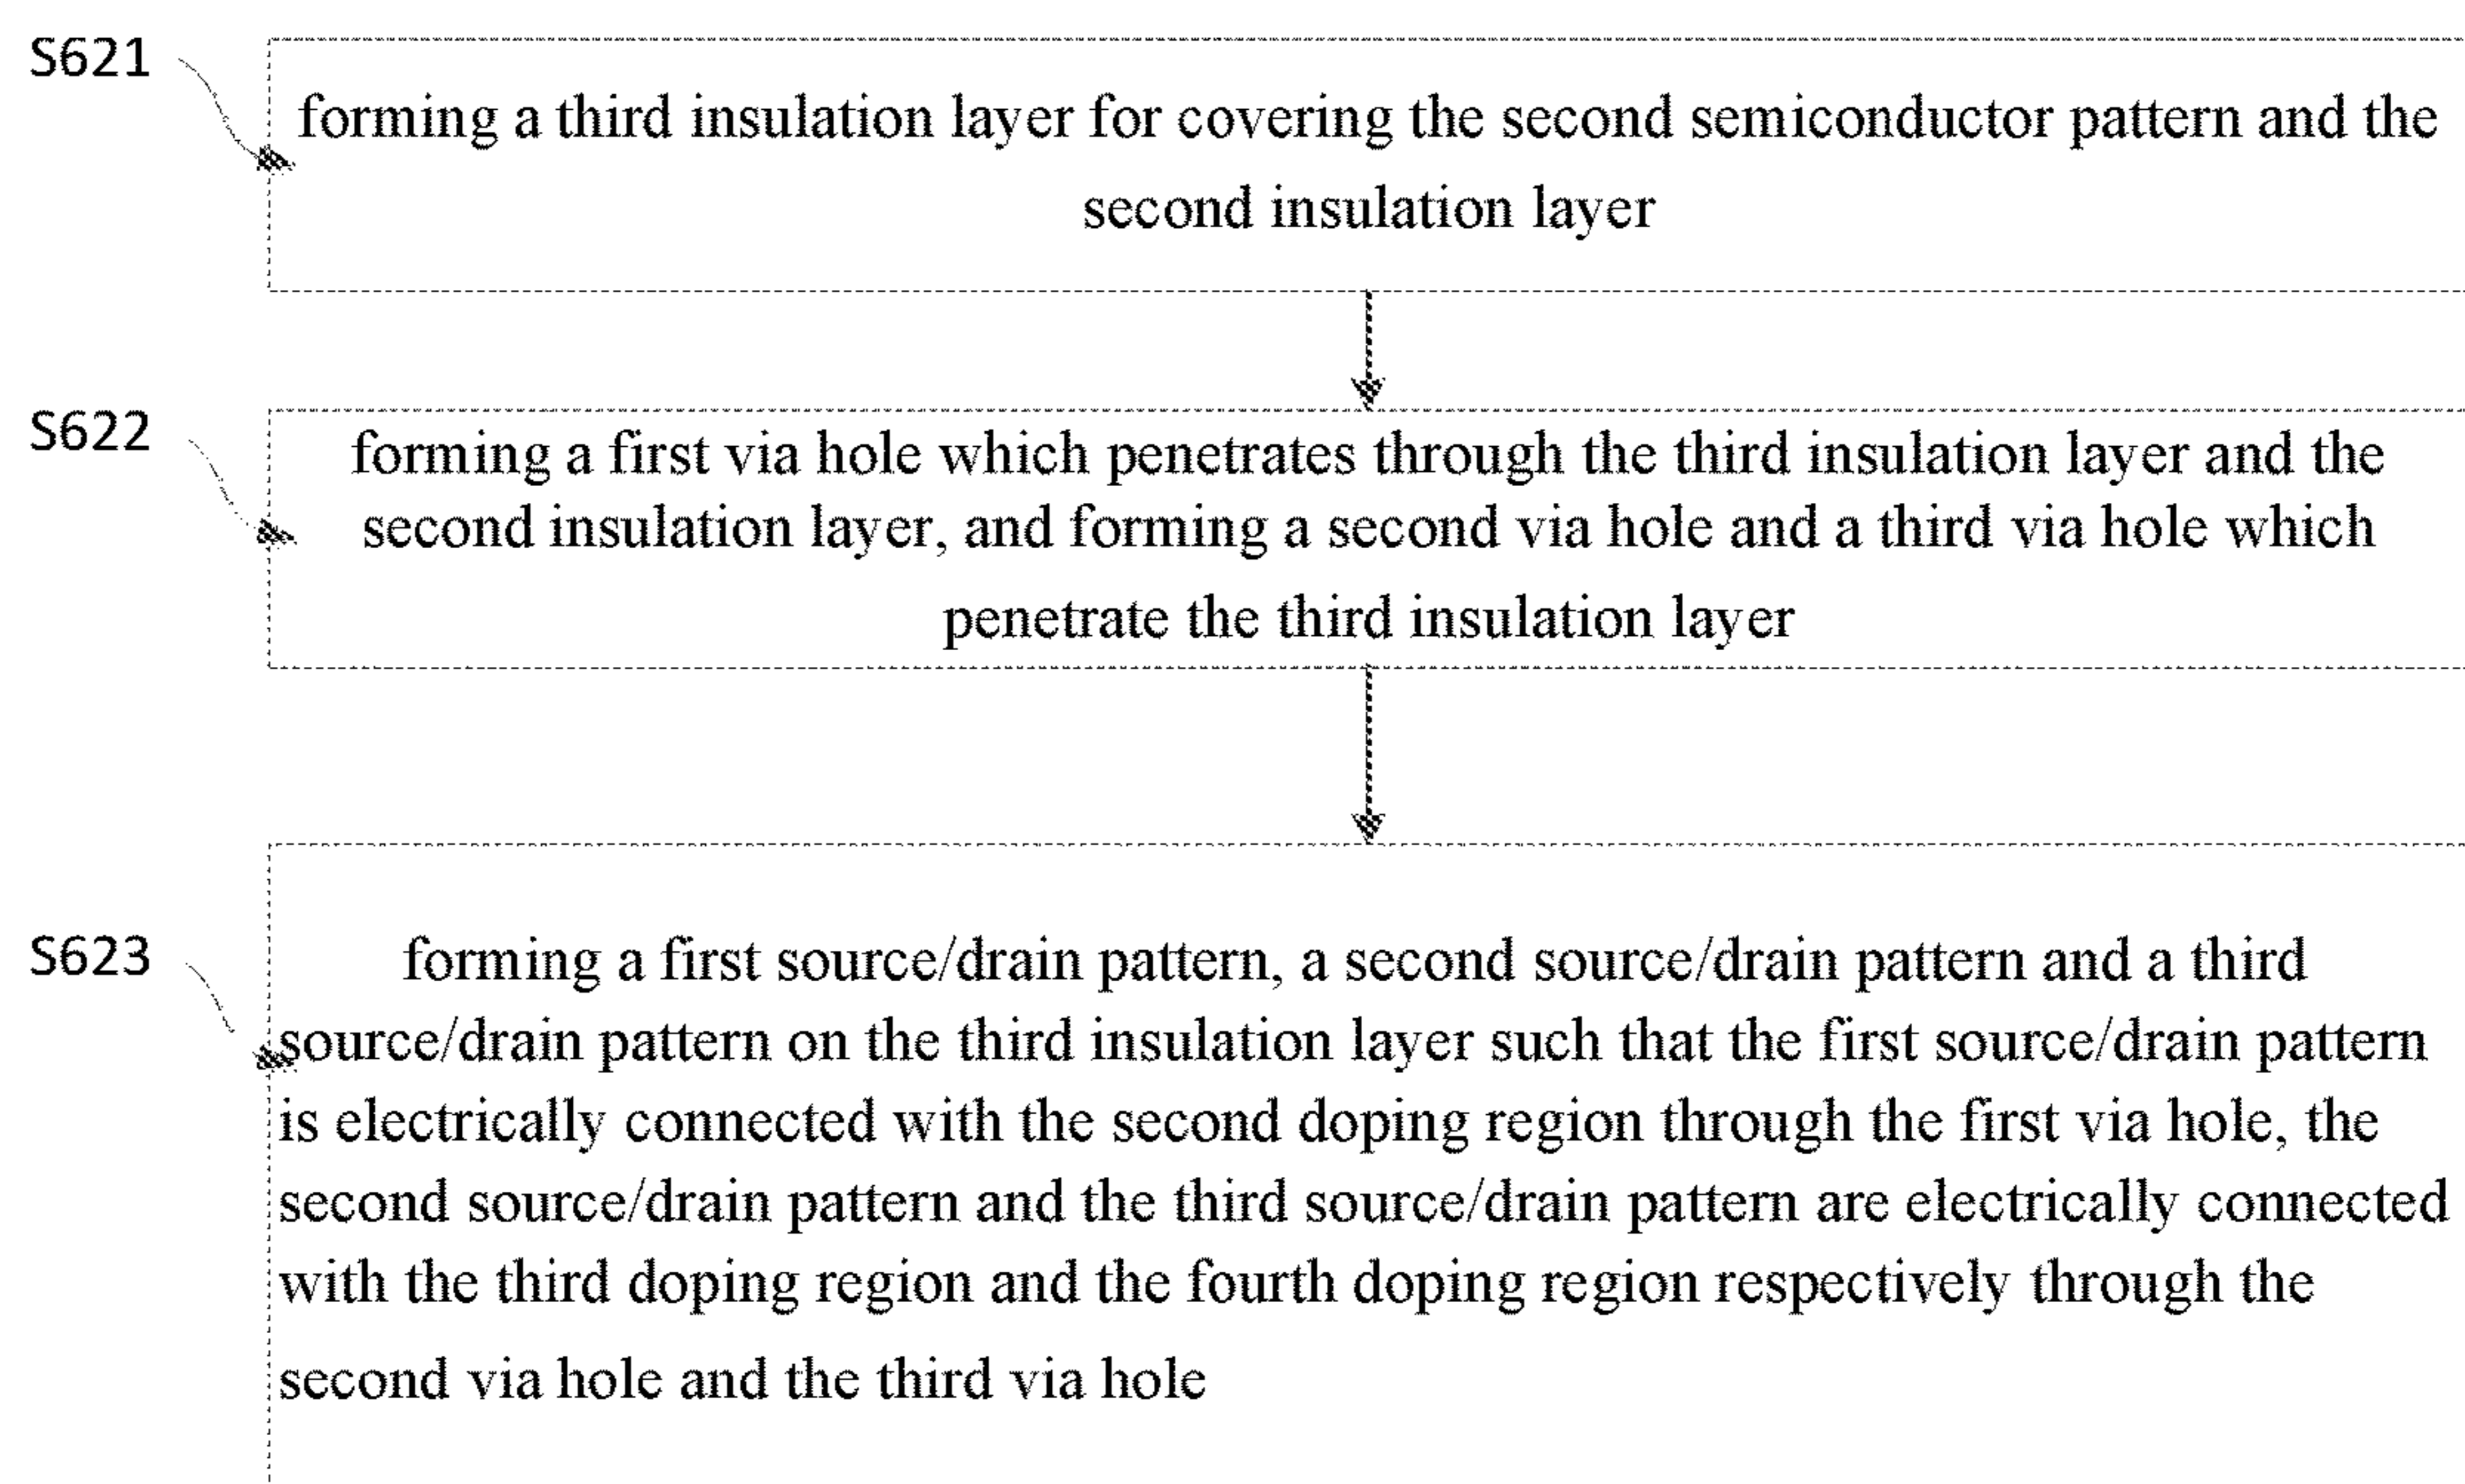 S621
forming a third insulation layer for covering the second semiconductor pattern and the
second insulation layer
S622
forming a first via hole which penetrates through the third insulation layer and the
second insulation layer, and forming a second via hole and a third via hole which
penetrate the third insulation layer
S623
forming a first source/drain pattern, a second source/drain pattern and a third
source/drain pattern on the third insulation layer such that the first source/drain pattern
is electrically connected with the second doping region through the first via hole, the
second source/drain pattern and the third source/drain pattern are electrically connected
with the third doping region and the fourth doping region respectively through the
second via hole and the third via hole